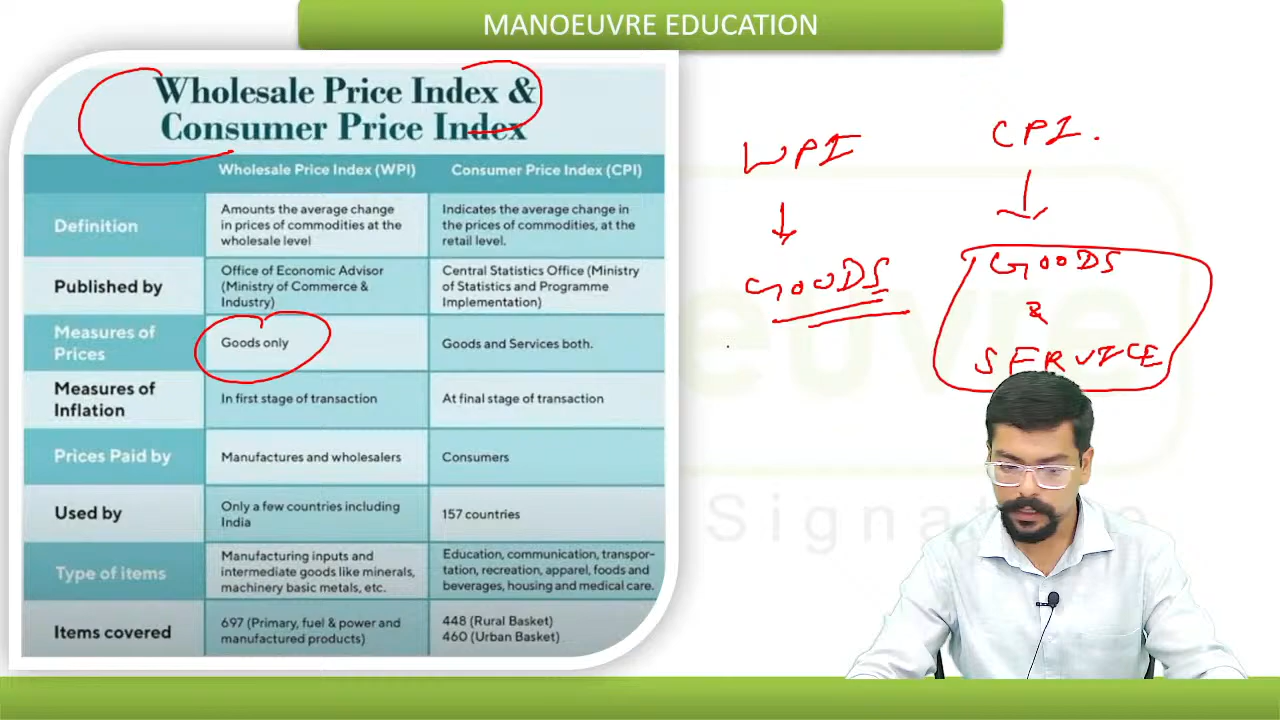 MANOEUVRE EDUCATION
Wholesale Price Index &
Consumer Price Index
Wholesale Price Index (WPI)
Consumer Price Index (CPI)
Definition
Amounts the average change
in prices of commodities at the
wholesale level
Indicates the average change in
the prices of commodities, at the
retail level.
Published by
Office of Economic Advisor
(Ministry of Commerce &
Industry)
Central Statistics Office (Ministry
of Statistics and Programme
Implementation)
Measures of
Prices
Goods only
Goods and Services both.
Measures of
Inflation
In first stage of transaction
At final stage of transaction
Prices Paid by
Manufactures and wholesalers
Consumers
Used by
Only a few countries including
India
157 countries
Type of items
Manufacturing inputs and
intermediate goods like minerals,
machinery basic metals, etc.
Education, communication, transpor-
tation, recreation, apparel, foods and
beverages, housing and medical care.
Items covered
697 (Primary, fuel & power and
manufactured products)
448 (Rural Basket)
460 (Urban Basket)
WPI
GOODS
CPI.
GOODS
&
SERVICE